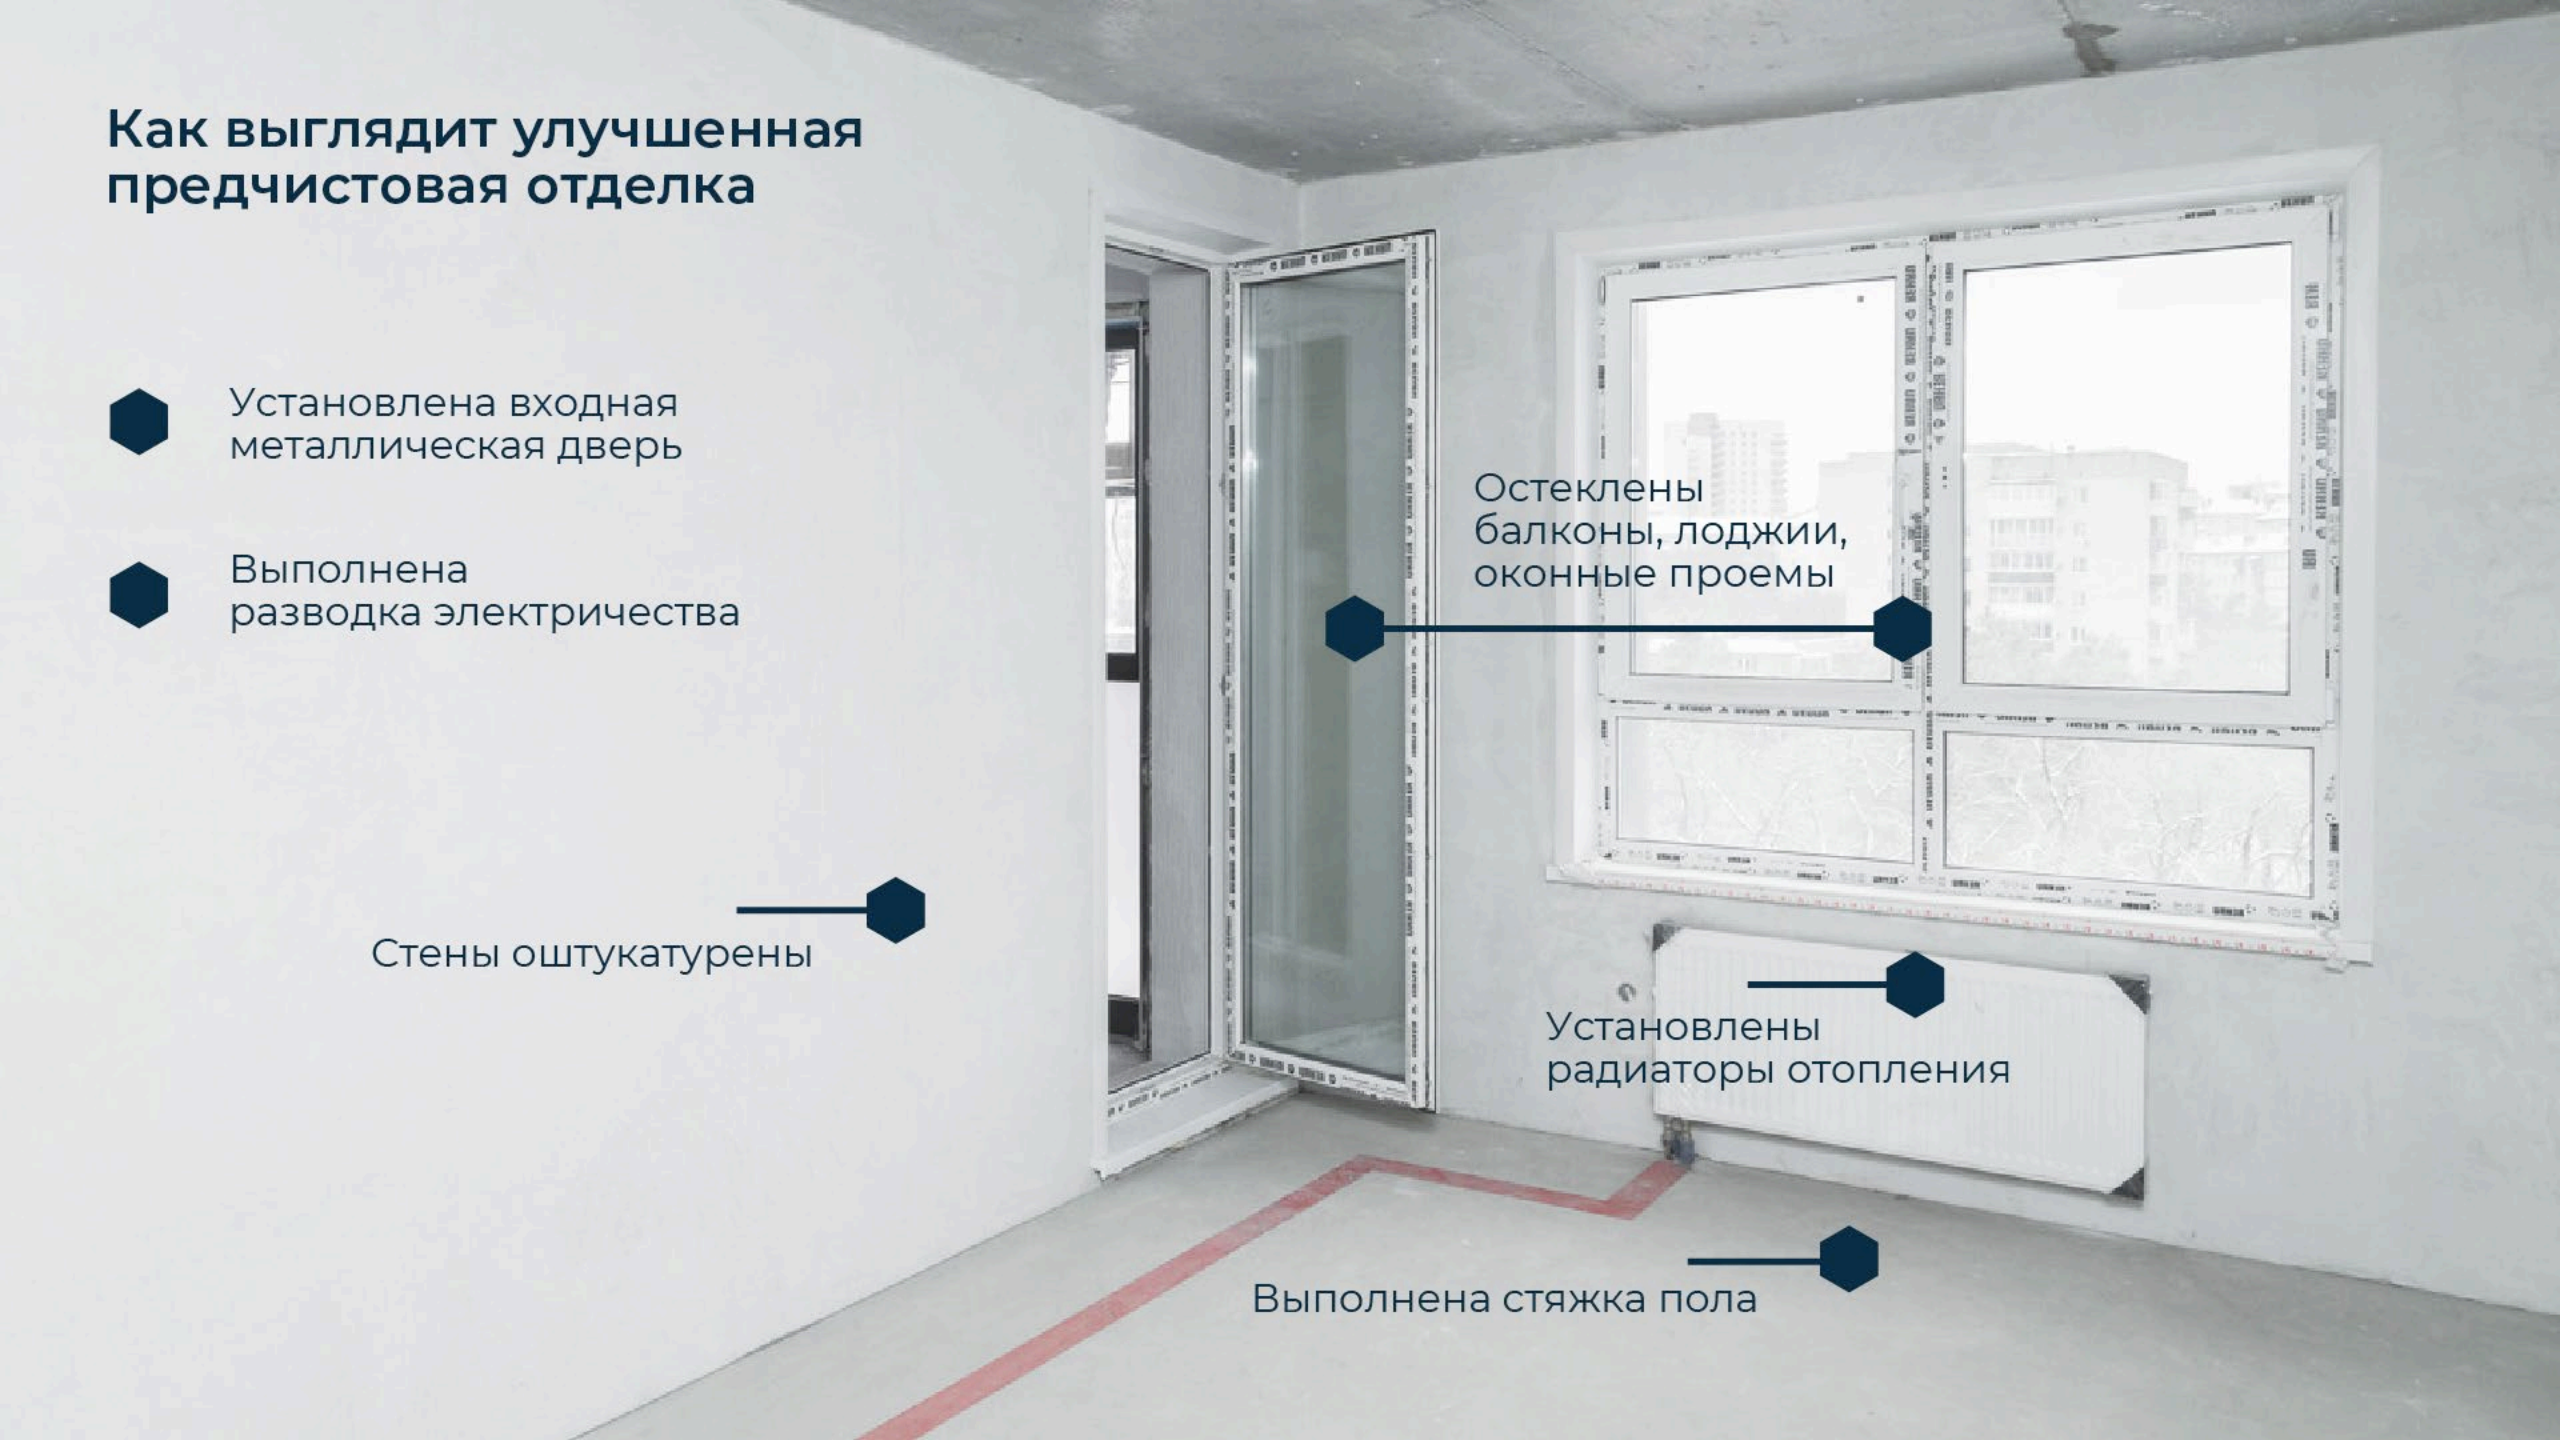 Как выглядит улучшенная
предчистовая отделка
Установлена входная
металлическая дверь
Выполнена
разводка электричества
Остеклены
балконы, лоджии,
оконные проемы
Стены оштукатурены
Установлены
радиаторы отопления
Выполнена стяжка пола